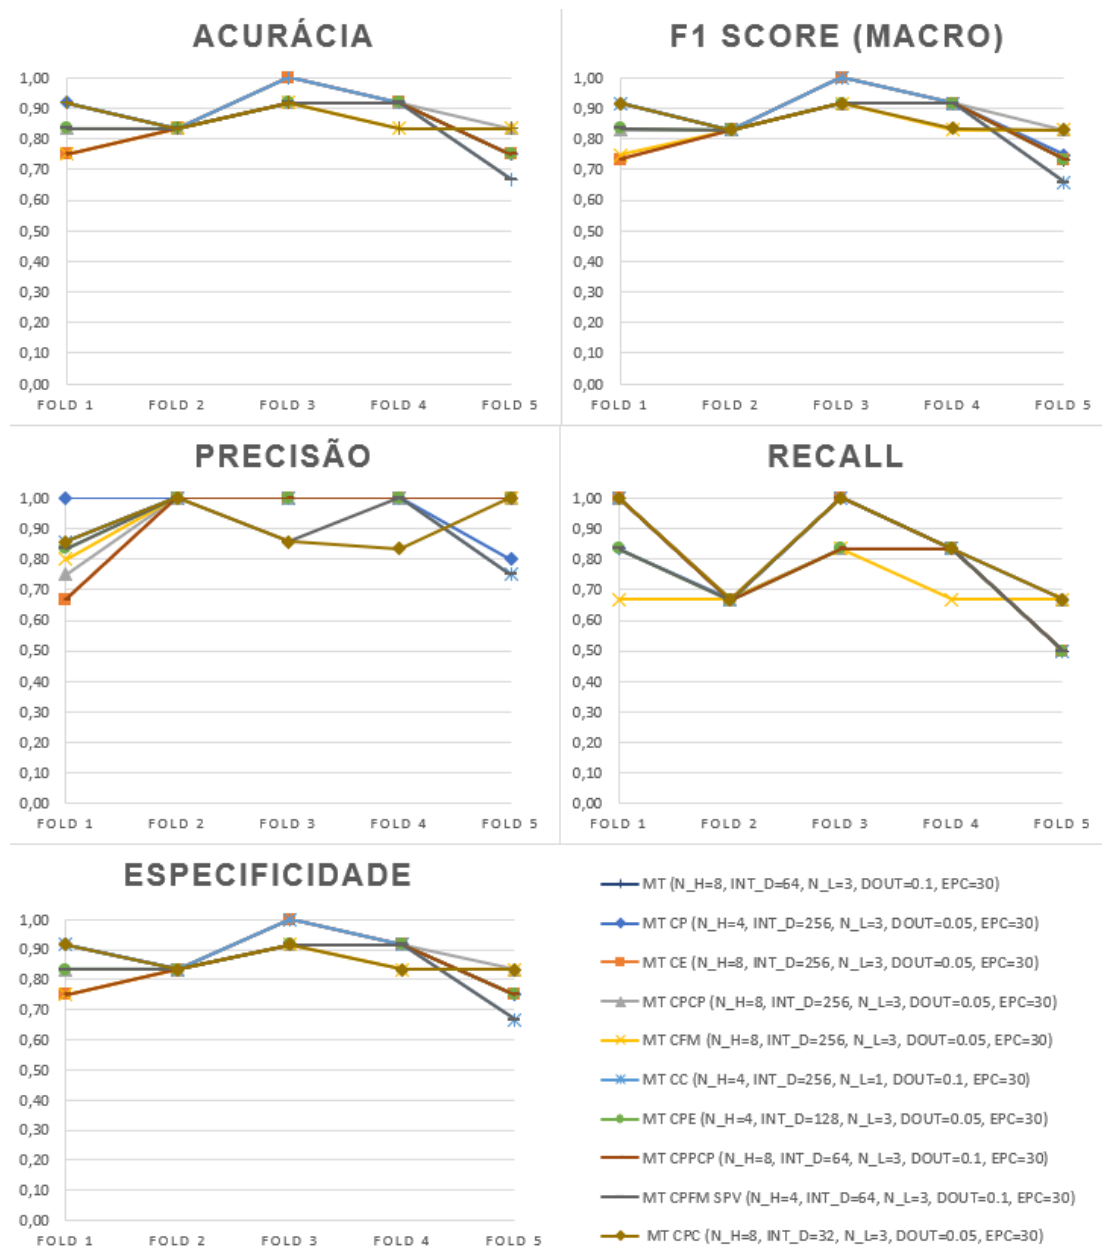 ACURÁCIA
1,00
0,90
0,80
0,70
0,60
0,50
0,40
0,30
0,20
0,10
0,00
FOLD 1 FOLD 2 FOLD 3 FOLD 4 FOLD 5
F1 SCORE (MACRO)
1,00
0,90
0,80
0,70
0,60
0,50
0,40
0,30
0,20
0,10
0,00
FOLD 1 FOLD 2 FOLD 3 FOLD 4 FOLD 5
PRECISÃO
1,00
0,90
0,80
0,70
0,60
0,50
0,40
0,30
0,20
0,10
0,00
FOLD 1 FOLD 2 FOLD 3 FOLD 4 FOLD 5
RECALL
1,00
0,90
0,80
0,70
0,60
0,50
0,40
0,30
0,20
0,10
0,00
FOLD 1 FOLD 2 FOLD 3 FOLD 4 FOLD 5
ESPECIFICIDADE
1,00
0,90
0,80
0,70
0,60
0,50
0,40
0,30
0,20
0,10
0,00
FOLD 1 FOLD 2 FOLD 3 FOLD 4 FOLD 5
MT (N_H=8, INT_D=64, N_L=3, DOUT=0.1, EPC=30)
MT CP (N_H=4, INT_D=256, N_L=3, DOUT=0.05, EPC=30)
MT CE (N_H=8, INT_D=256, N_L=3, DOUT=0.05, EPC=30)
MT CPCP (N_H=8, INT_D=256, N_L=3, DOUT=0.05, EPC=30)
MT CFM (N_H=8, INT_D=256, N_L=3, DOUT=0.05, EPC=30)
MT CC (N_H=4, INT_D=256, N_L=1, DOUT=0.1, EPC=30)
MT CPE (N_H=4, INT_D=128, N_L=3, DOUT=0.05, EPC=30)
MT CPPCP (N_H=8, INT_D=64, N_L=3, DOUT=0.1, EPC=30)
MT CPFM SPV (N_H=4, INT_D=64, N_L=3, DOUT=0.1, EPC=30)
MT CPC (N_H=8, INT_D=32, N_L=3, DOUT=0.05, EPC=30)